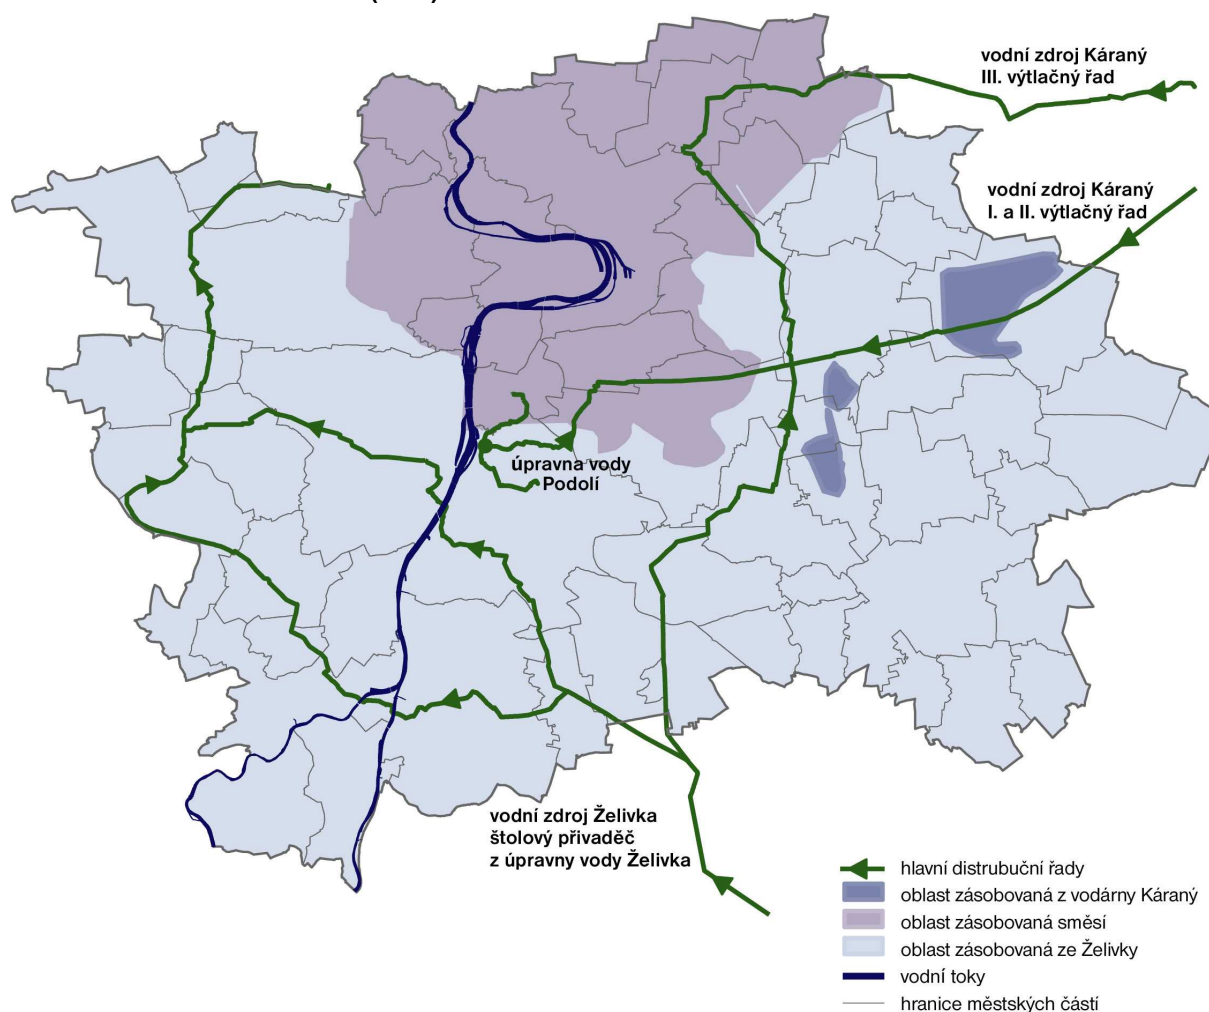 vodní zdroj Káraný
III. výtlačný řad
vodní zdroj Káraný
I. a II. výtlačný řad
úpravna vody
Podolí
vodní zdroj Želivka
štolový přivaděč
z úpravny vody Želivka
hlavní distrubuční řady
oblast zásobovaná z vodárny Káraný
oblast zásobovaná směsí
oblast zásobovaná ze Želivky
vodní toky
hranice městských částí